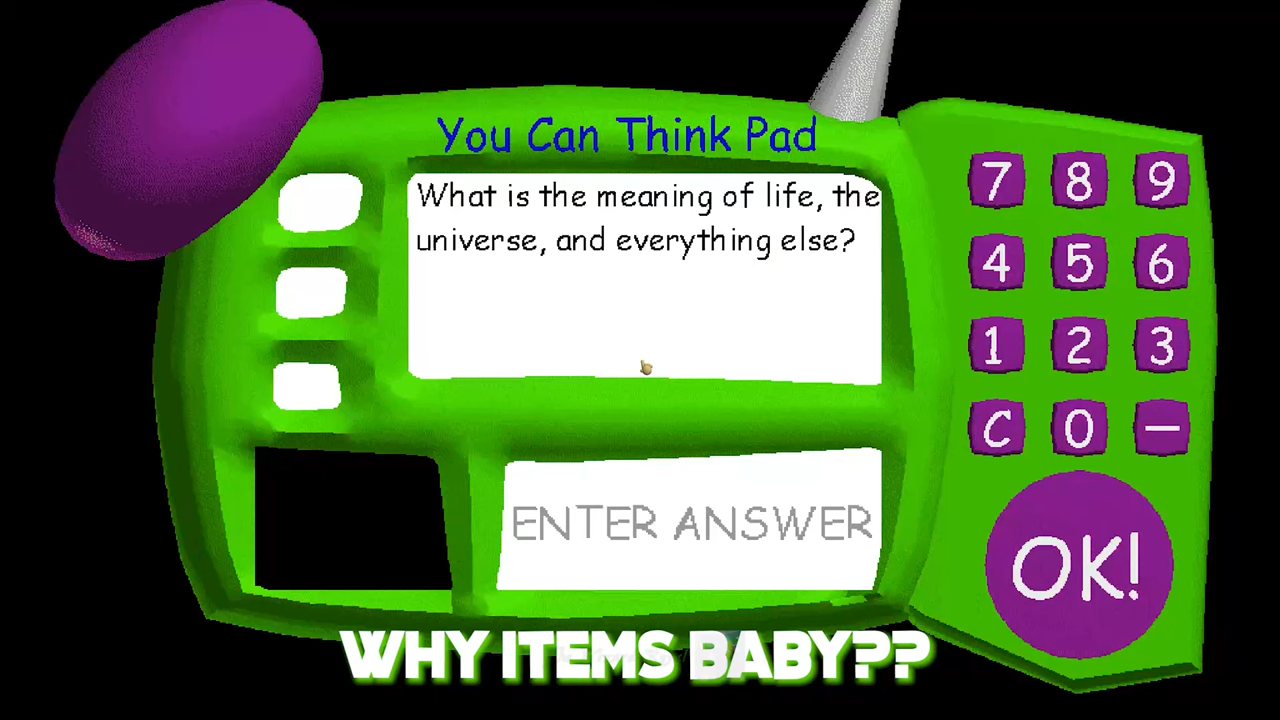 You Can Think Pad
What is the meaning of life, the
universe, and everything else?
7 8 9
4 5 6
1 2 3
C 0 –
ENTER ANSWER
OK!
WHY ITEMS BABY??